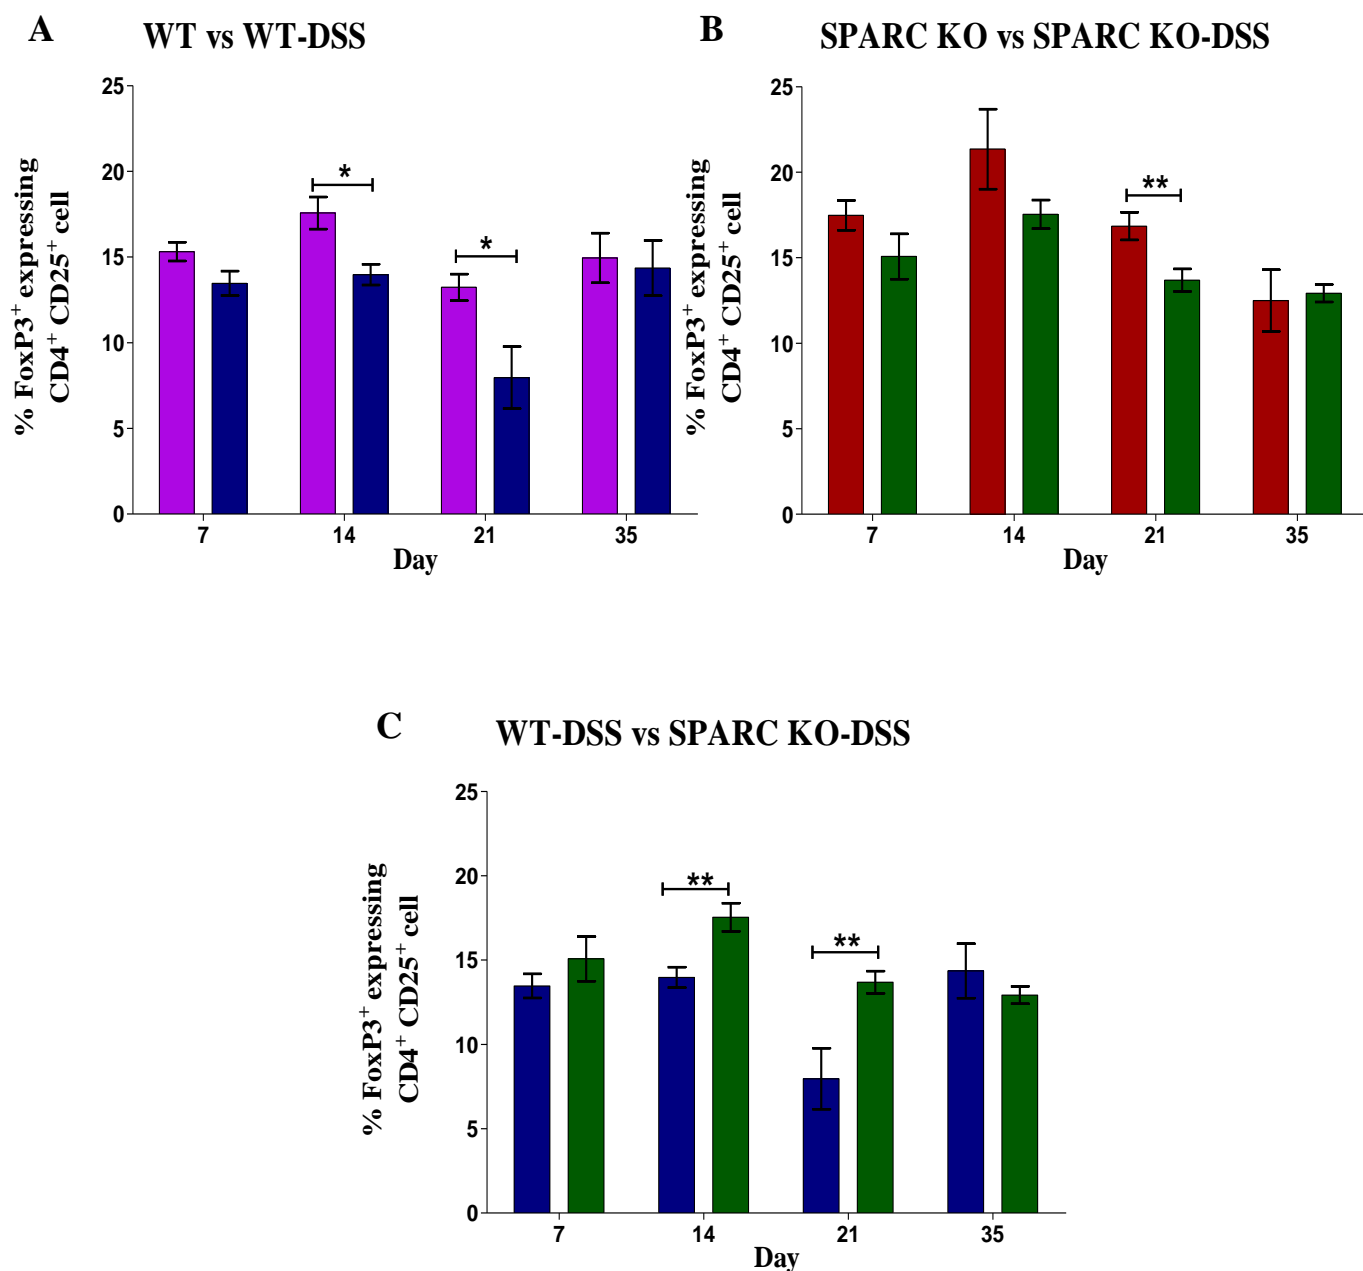 A
WT vs WT-DSS
% FoxP3⁺ expressing
CD4⁺ CD25⁺ cell
25
20
15
10
5
0
*
*
7 14 21 35
Day
B
SPARC KO vs SPARC KO-DSS
% FoxP3⁺ expressing
CD4⁺ CD25⁺ cell
25
20
15
10
5
0
**
7 14 21 35
Day
C
WT-DSS vs SPARC KO-DSS
% FoxP3⁺ expressing
CD4⁺ CD25⁺ cell
25
20
15
10
5
0
**
**
7 14 21 35
Day